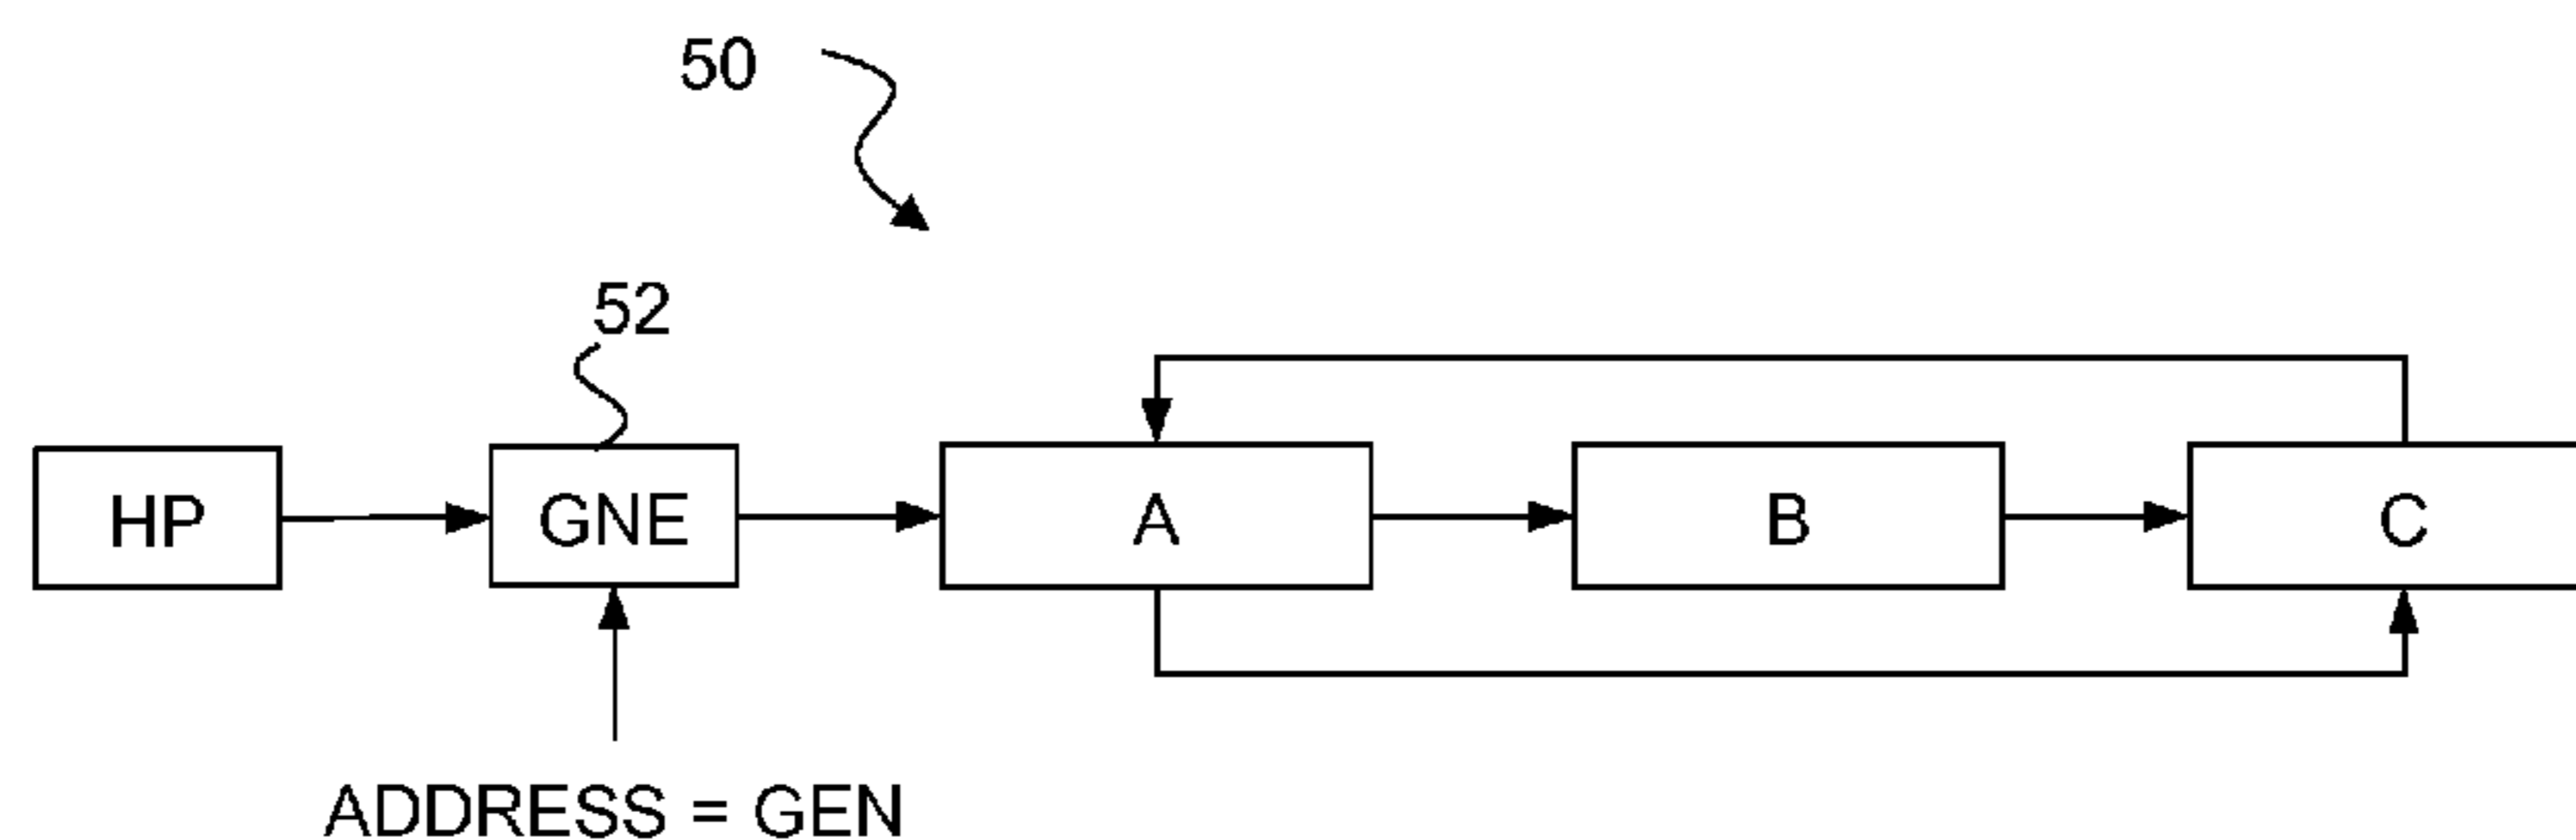 50
52
HP
GNE
A
B
C
ADDRESS = GEN